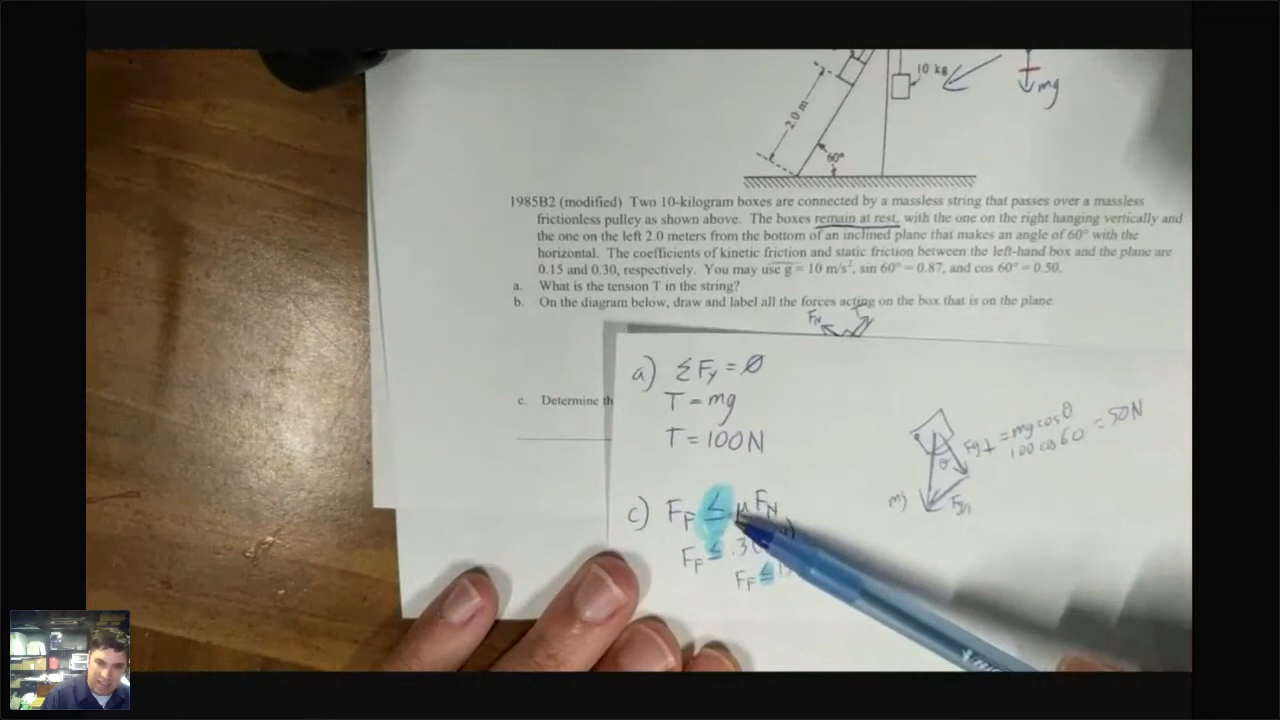 10 kg
mg
2.0 m
60°
1985B2 (modified) Two 10-kilogram boxes are connected by a massless string that passes over a massless
frictionless pulley as shown above. The boxes remain at rest, with the one on the right hanging vertically and
the one on the left 2.0 meters from the bottom of an inclined plane that makes an angle of 60° with the
horizontal. The coefficients of kinetic friction and static friction between the left-hand box and the plane are
0.15 and 0.30, respectively. You may use g = 10 m/s², sin 60° = 0.87, and cos 60° = 0.50.
a. What is the tension T in the string?
b. On the diagram below, draw and label all the forces acting on the box that is on the plane.
FN T
a) ΣFy = Ø
c. Determine th
T = mg
T = 100N
Fg⊥ = mg cos θ
100 cos 60 = 50N
θ
mg
Fg//
c) FF ≤ μ FN
FF ≤ .30
FF ≤